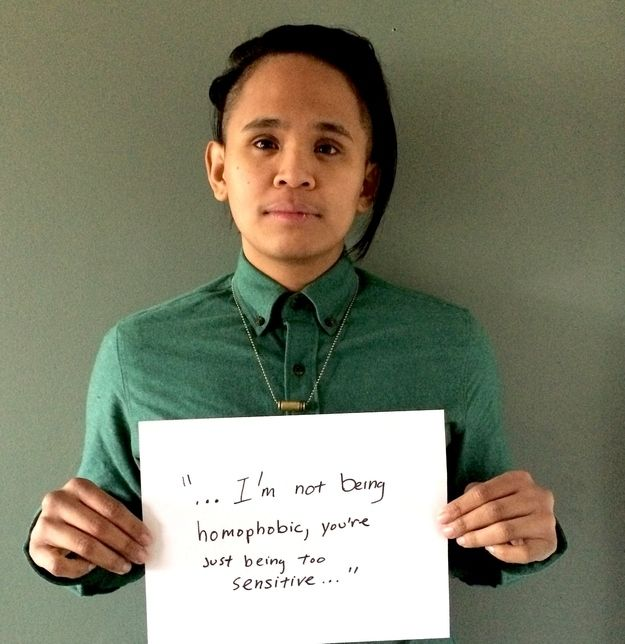 "... I'm not being
homophobic, you're
just being too
sensitive..."